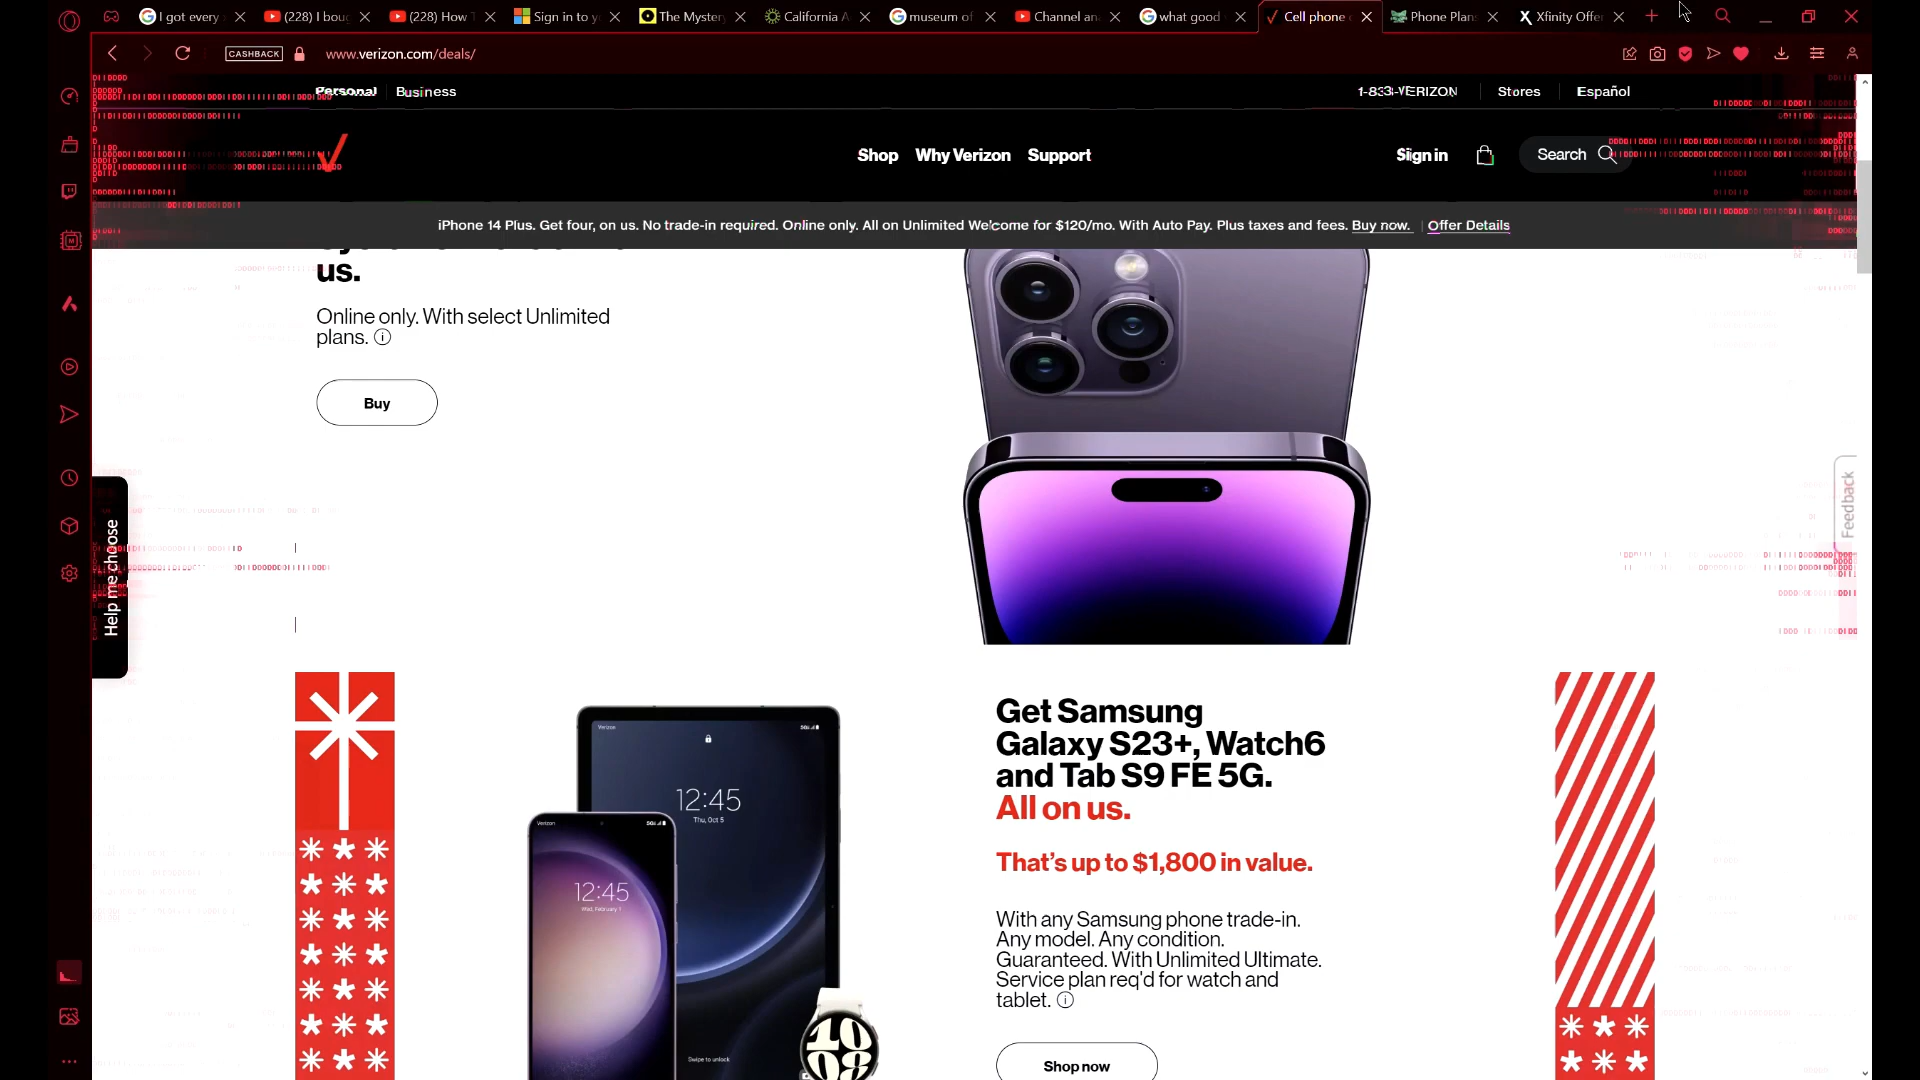 I got every
(228) I boug
(228) How T
Sign in to y
The Myster
California A
museum of
Channel an
what good
Cell phone
Phone Plans
Xfinity Offer
CASHBACK
www.verizon.com/deals/
Personal
Business
1-833-VERIZON
Stores
Español
Shop
Why Verizon
Support
Sign in
Search
iPhone 14 Plus. Get four, on us. No trade-in required. Online only. All on Unlimited Welcome for $120/mo. With Auto Pay. Plus taxes and fees. Buy now. | Offer Details
us.
Online only. With select Unlimited
plans.
Buy
Help me choose
Feedback
Verizon
12:45
Thu, Oct 5
Verizon
12:45
Wed, February 1
Swipe to unlock
10
08
Get Samsung
Galaxy S23+, Watch6
and Tab S9 FE 5G.
All on us.
That's up to $1,800 in value.
With any Samsung phone trade-in.
Any model. Any condition.
Guaranteed. With Unlimited Ultimate.
Service plan req'd for watch and
tablet.
Shop now